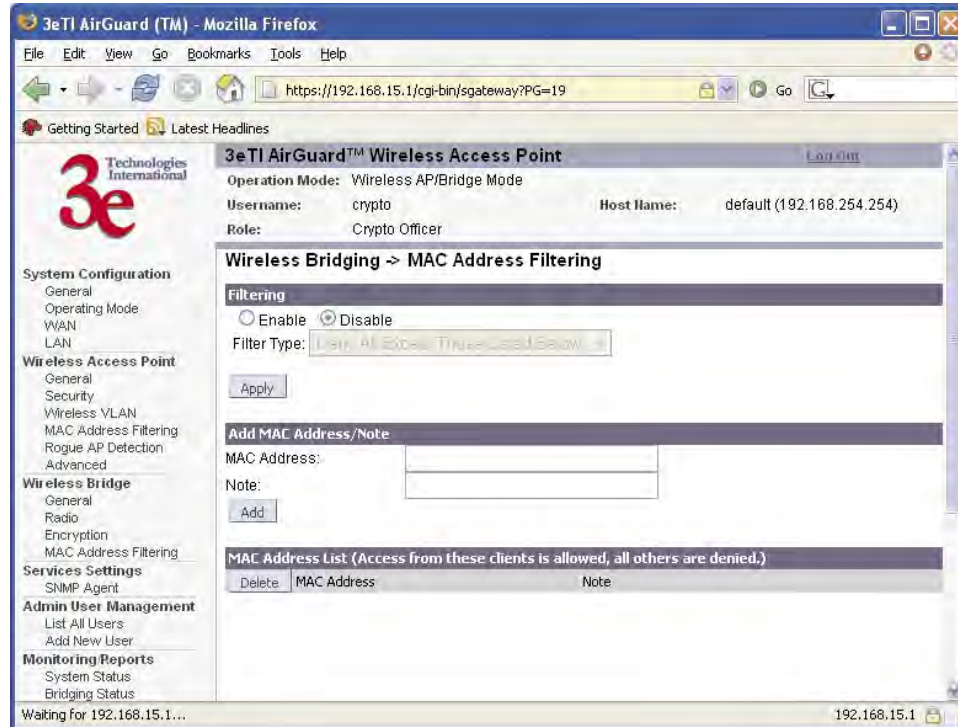 3eTI AirGuard (TM) - Mozilla Firefox
File Edit View Go Bookmarks Tools Help
https://192.168.15.1/cgi-bin/sgateway?PG=19 Go G
Getting Started Latest Headlines
3e Technologies International
3eTI AirGuard™ Wireless Access Point Log Out
Operation Mode: Wireless AP/Bridge Mode
Username: crypto Host Name: default (192.168.254.254)
Role: Crypto Officer
System Configuration
General
Operating Mode
WAN
LAN
Wireless Access Point
General
Security
Wireless VLAN
MAC Address Filtering
Rogue AP Detection
Advanced
Wireless Bridge
General
Radio
Encryption
MAC Address Filtering
Services Settings
SNMP Agent
Admin User Management
List All Users
Add New User
Monitoring/Reports
System Status
Bridging Status
Wireless Bridging -> MAC Address Filtering
Filtering
Enable Disable
Filter Type: Deny All Except Those Listed Below
Apply
Add MAC Address/Note
MAC Address:
Note:
Add
MAC Address List (Access from these clients is allowed, all others are denied.)
Delete MAC Address Note
Waiting for 192.168.15.1... 192.168.15.1